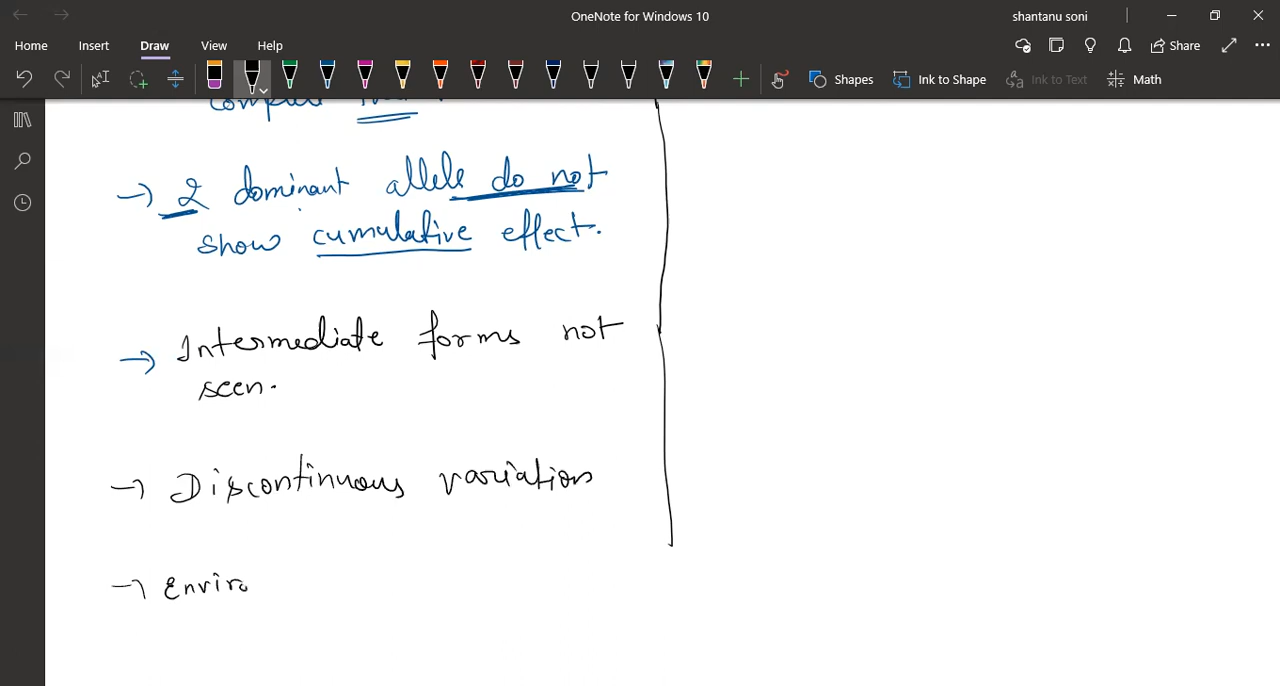 OneNote for Windows 10
shantanu soni
Home Insert Draw View Help
Share
Shapes Ink to Shape Ink to Text Math
→ 2 dominant allele do not
show cumulative effect.
→ Intermediate forms not
seen.
→ Discontinuous variation
→ Enviro